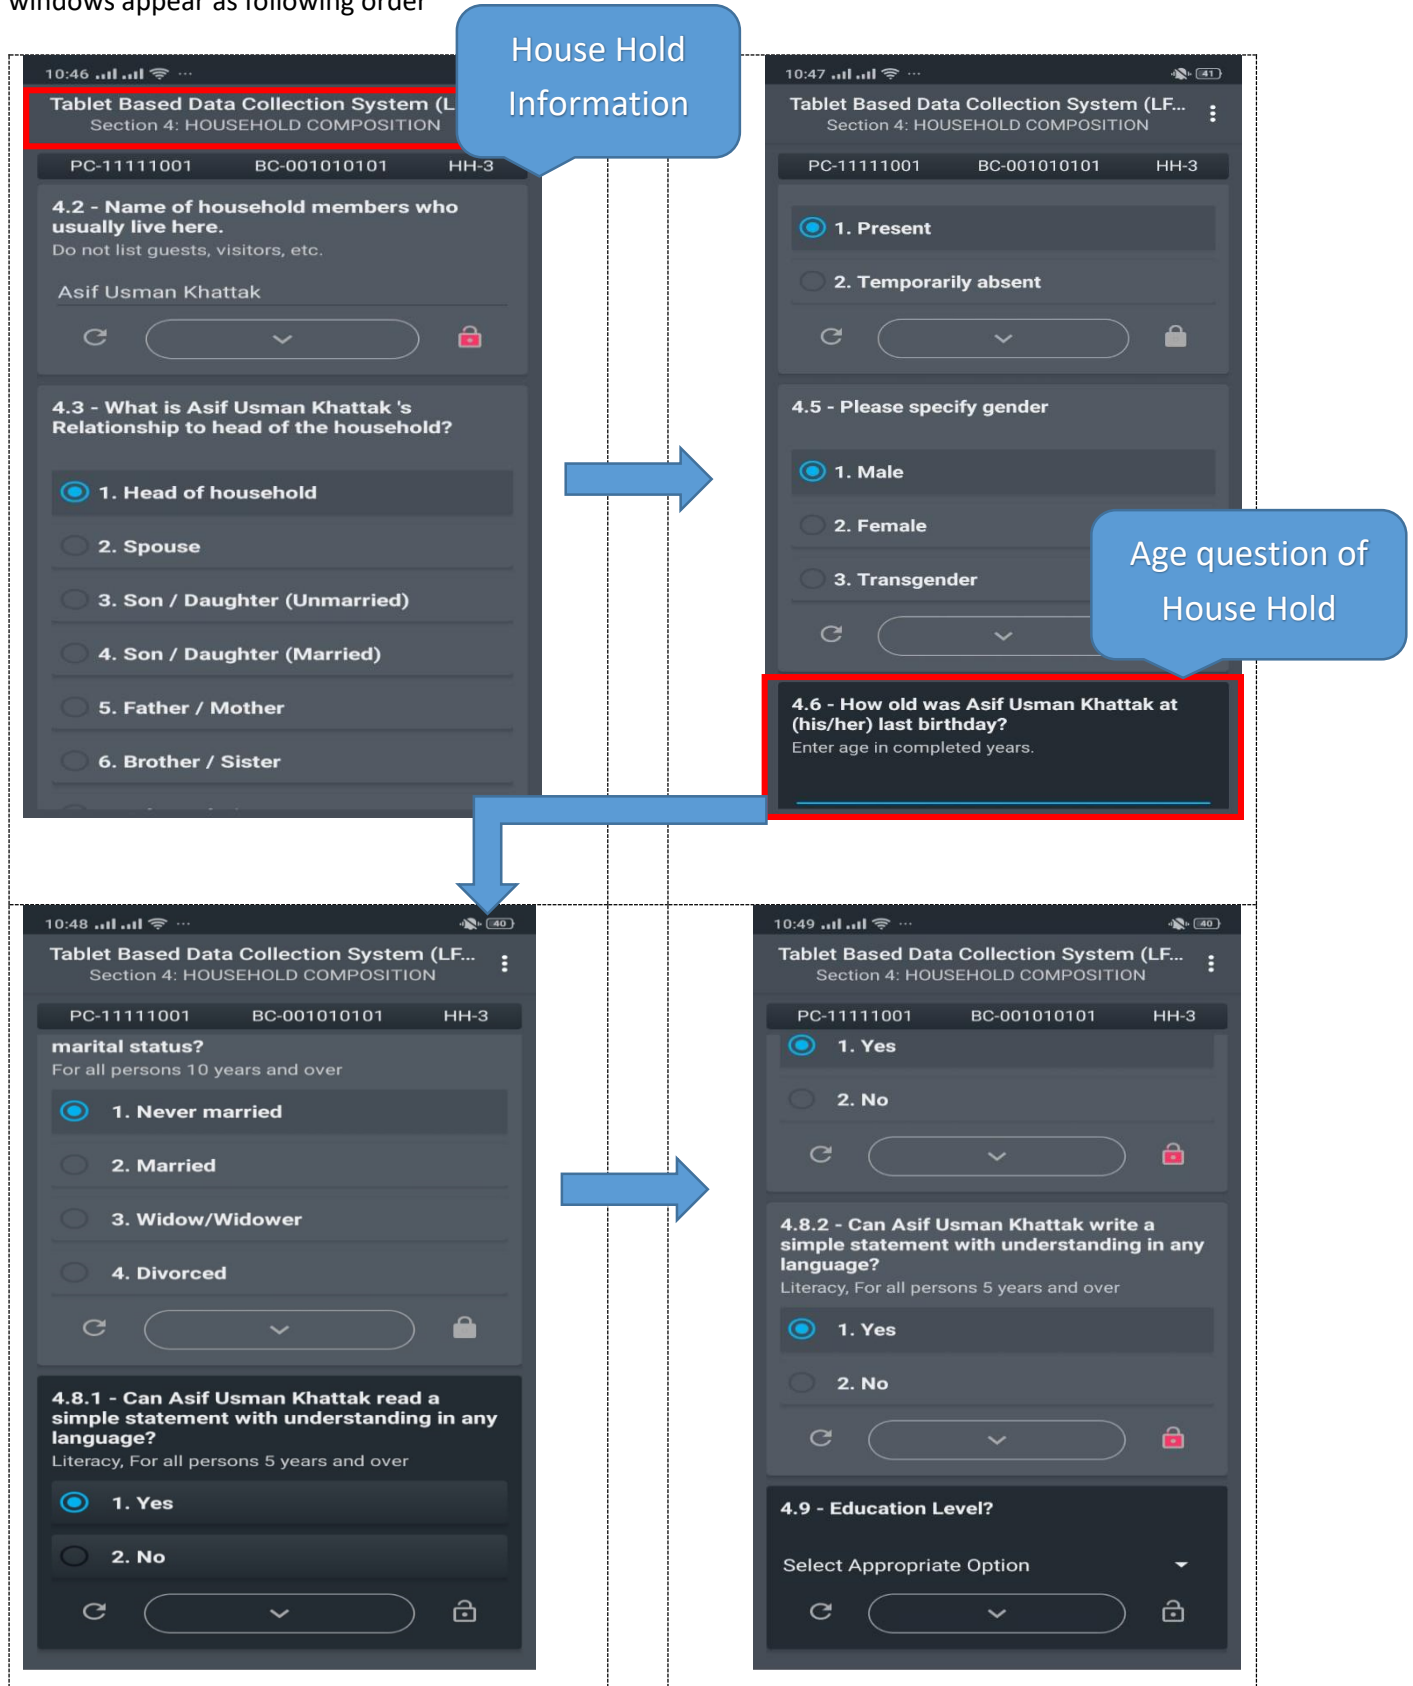 windows appear as following order
House Hold
Information
10:46
Tablet Based Data Collection System (L
Section 4: HOUSEHOLD COMPOSITION
PC-11111001 BC-001010101 HH-3
4.2 - Name of household members who
usually live here.
Do not list guests, visitors, etc.
Asif Usman Khattak
4.3 - What is Asif Usman Khattak 's
Relationship to head of the household?
1. Head of household
2. Spouse
3. Son / Daughter (Unmarried)
4. Son / Daughter (Married)
5. Father / Mother
6. Brother / Sister
10:47 41
Tablet Based Data Collection System (LF...
Section 4: HOUSEHOLD COMPOSITION
PC-11111001 BC-001010101 HH-3
1. Present
2. Temporarily absent
4.5 - Please specify gender
1. Male
2. Female
3. Transgender
Age question of
House Hold
4.6 - How old was Asif Usman Khattak at
(his/her) last birthday?
Enter age in completed years.
10:48 40
Tablet Based Data Collection System (LF...
Section 4: HOUSEHOLD COMPOSITION
PC-11111001 BC-001010101 HH-3
marital status?
For all persons 10 years and over
1. Never married
2. Married
3. Widow/Widower
4. Divorced
4.8.1 - Can Asif Usman Khattak read a
simple statement with understanding in any
language?
Literacy, For all persons 5 years and over
1. Yes
2. No
10:49 40
Tablet Based Data Collection System (LF...
Section 4: HOUSEHOLD COMPOSITION
PC-11111001 BC-001010101 HH-3
1. Yes
2. No
4.8.2 - Can Asif Usman Khattak write a
simple statement with understanding in any
language?
Literacy, For all persons 5 years and over
1. Yes
2. No
4.9 - Education Level?
Select Appropriate Option